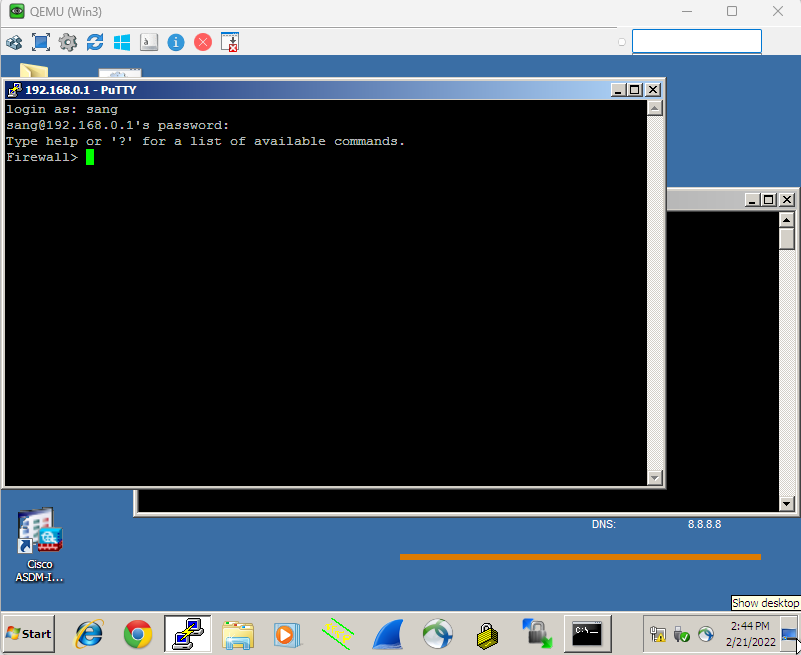 QEMU (Win3)
192.168.0.1 - PuTTY
login as: sang
sang@192.168.0.1's password:
Type help or '?' for a list of available commands.
Firewall>
DNS: 8.8.8.8
Cisco
ASDM-I...
Show desktop
Start
C:\_
2:44 PM
2/21/2022